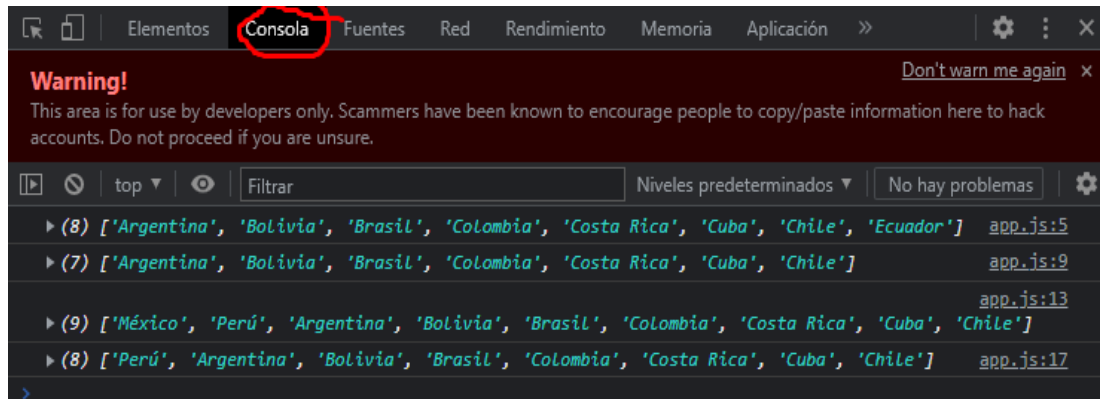 Elementos Consola Fuentes Red Rendimiento Memoria Aplicación »
Warning! Don't warn me again ×
This area is for use by developers only. Scammers have been known to encourage people to copy/paste information here to hack
accounts. Do not proceed if you are unsure.
top ▼ Filtrar Niveles predeterminados ▼ No hay problemas
▶ (8) ['Argentina', 'Bolivia', 'Brasil', 'Colombia', 'Costa Rica', 'Cuba', 'Chile', 'Ecuador'] app.js:5
▶ (7) ['Argentina', 'Bolivia', 'Brasil', 'Colombia', 'Costa Rica', 'Cuba', 'Chile'] app.js:9
app.js:13
▶ (9) ['México', 'Perú', 'Argentina', 'Bolivia', 'Brasil', 'Colombia', 'Costa Rica', 'Cuba', 'Chile']
▶ (8) ['Perú', 'Argentina', 'Bolivia', 'Brasil', 'Colombia', 'Costa Rica', 'Cuba', 'Chile'] app.js:17
>